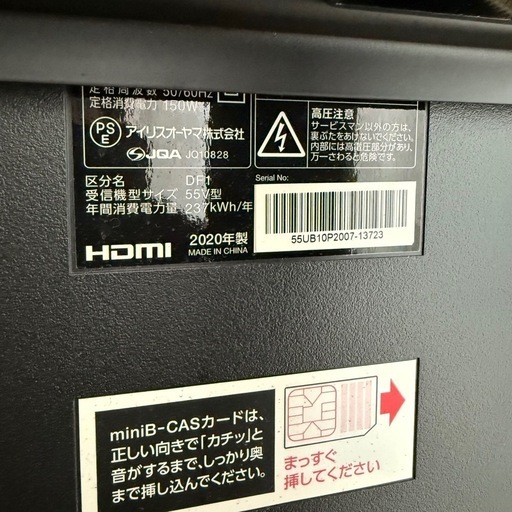 定格周波数 50/60Hz
定格消費電力 150W
PSE アイリスオーヤマ株式会社
JQA JQ10828
区分名 DF1
受信機型サイズ 55V型
年間消費電力量 237kWh/年
HDMI 2020年製
MADE IN CHINA
高圧注意
サービスマン以外の方は、
裏ぶたをあけないでください。
内部には高電圧部分があり、
万一さわると危険です。
Serial No:
55UB10P2007-13723
miniB-CASカードは、
正しい向きで「カチッ」と
音がするまで、しっかり奥
まで挿し込んでください。
まっすぐ
挿してください